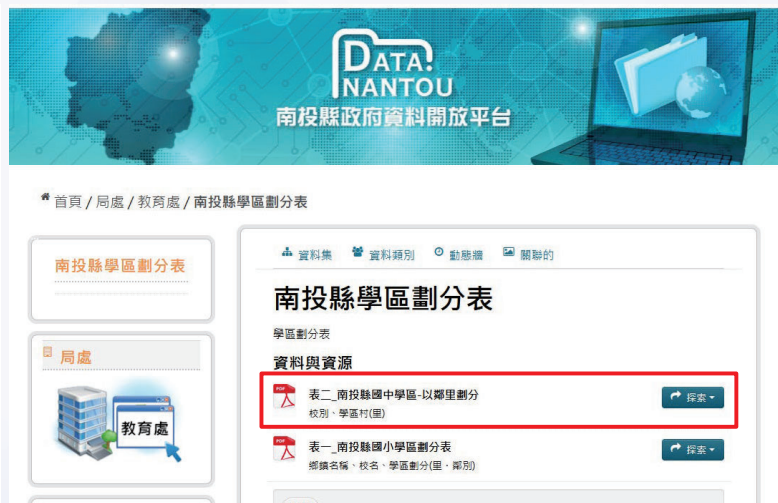 DATA!
NANTOU
南投縣政府資料開放平台
首頁 / 局處 / 教育處 / 南投縣學區劃分表
南投縣學區劃分表
局處
教育處
資料集 資料類別 動態牆 關聯的
南投縣學區劃分表
學區劃分表
資料與資源
PDF 表二_南投縣國中學區-以鄰里劃分 探索
校別、學區村(里)
PDF 表一_南投縣國小學區劃分表 探索
鄉鎮名稱、校名、學區劃分(里、鄰別)